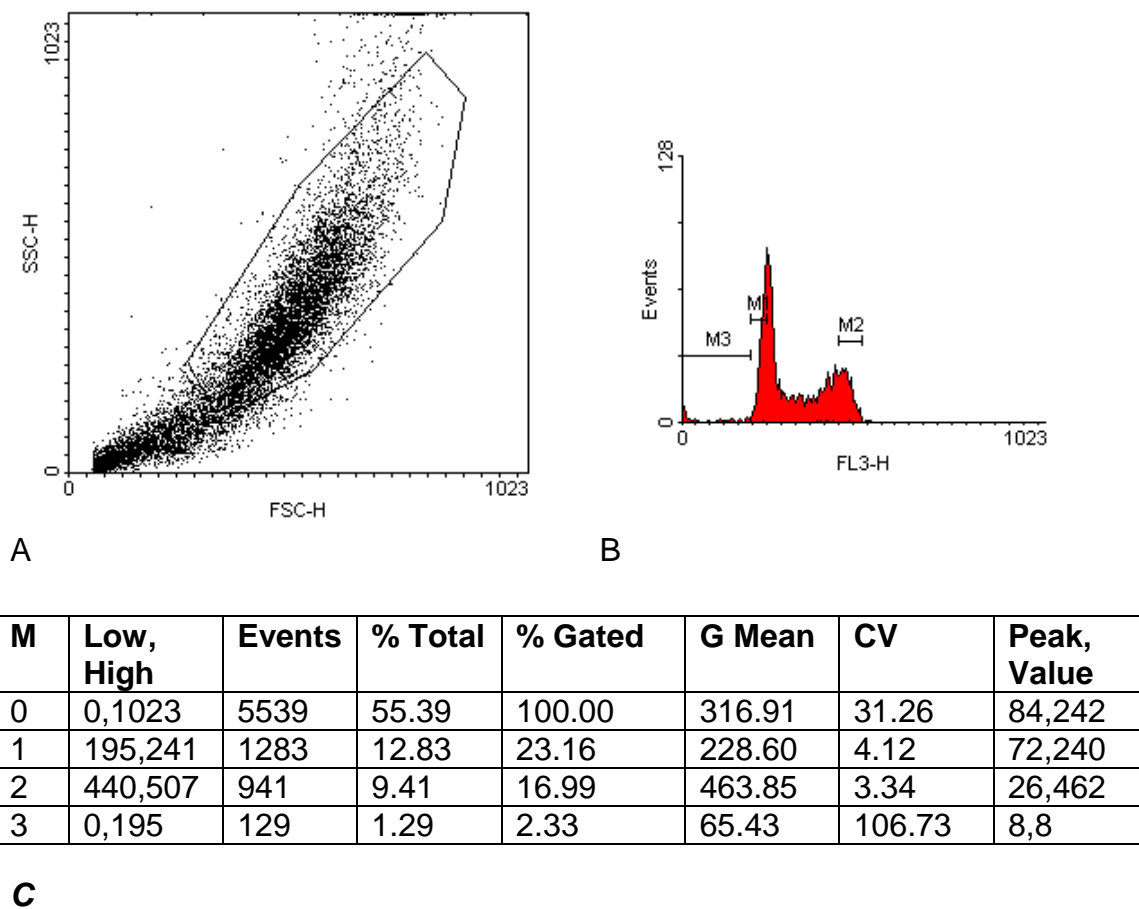 1023
SSC-H
0
0
1023
FSC-H
A
128
Events
0
M3
M
M2
0
1023
FL3-H
B
M Low, High Events % Total % Gated G Mean CV Peak, Value
0 0,1023 5539 55.39 100.00 316.91 31.26 84,242
1 195,241 1283 12.83 23.16 228.60 4.12 72,240
2 440,507 941 9.41 16.99 463.85 3.34 26,462
3 0,195 129 1.29 2.33 65.43 106.73 8,8
C